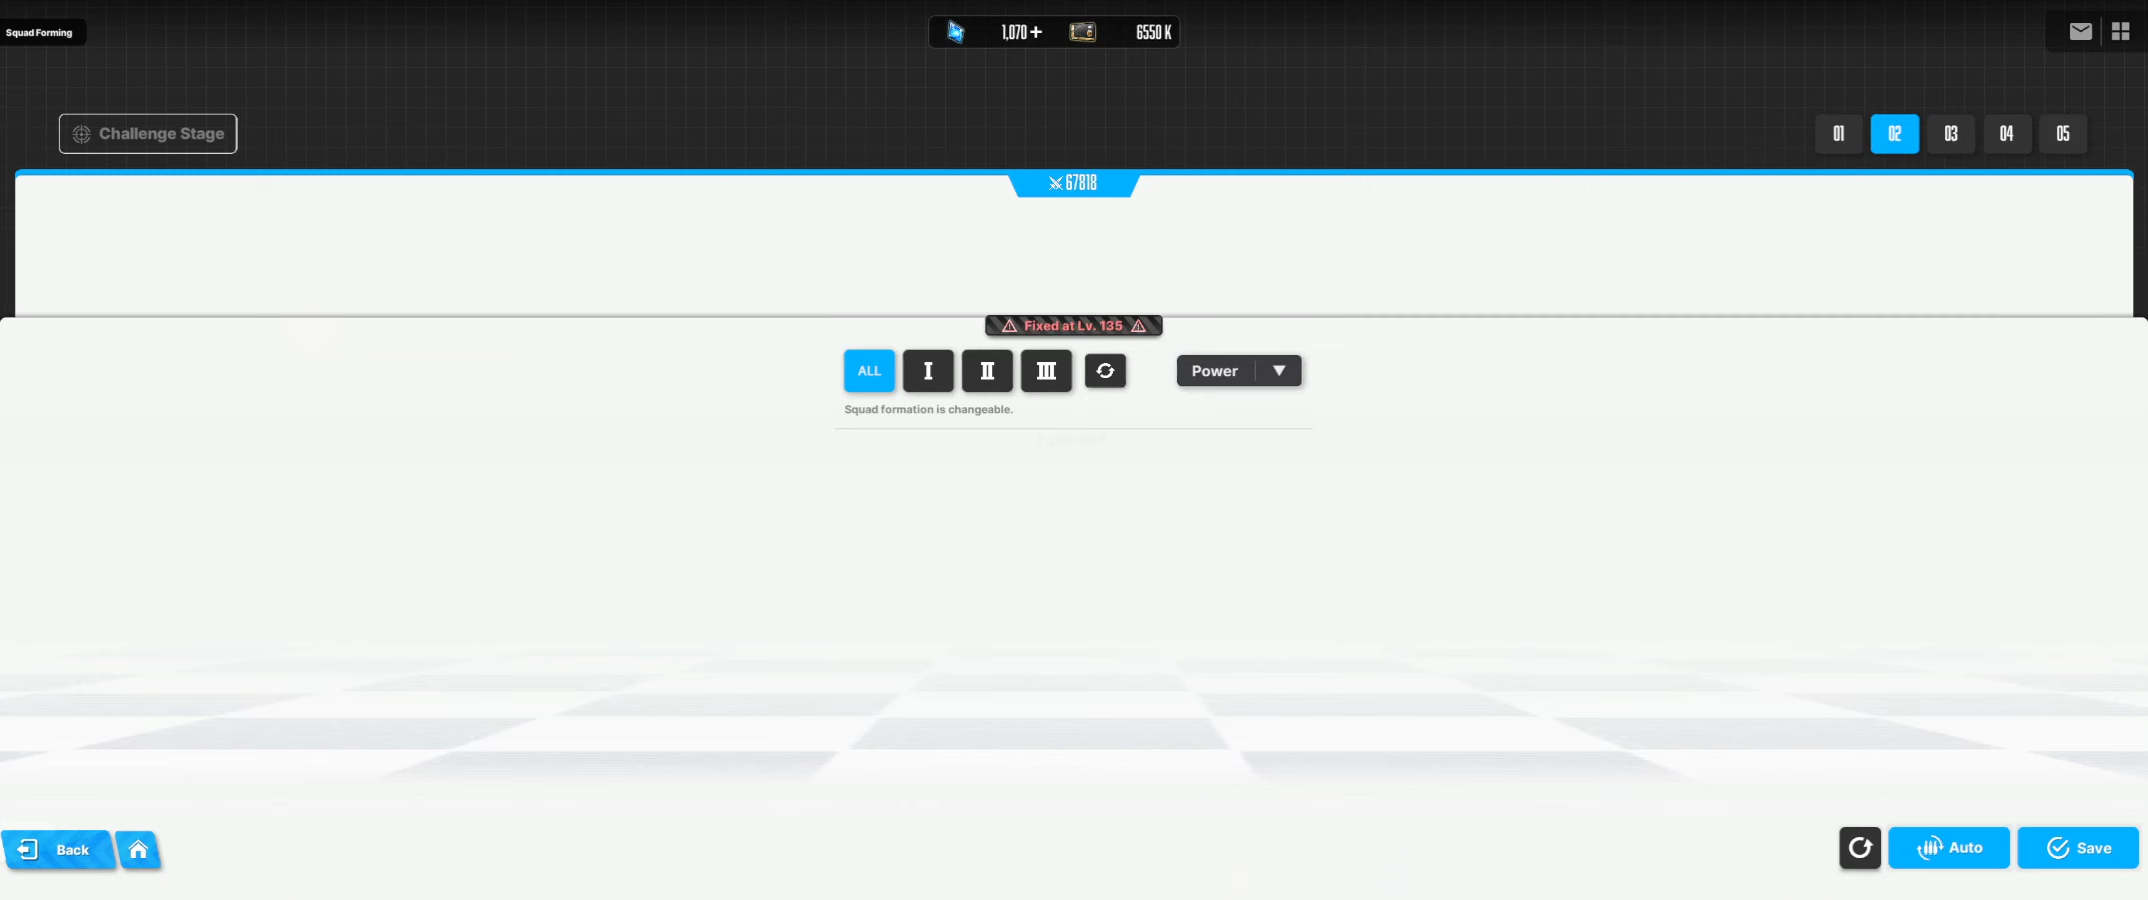 Squad Forming
1,070 +
6550 K
Challenge Stage
01
02
03
04
05
67818
Fixed at Lv. 135
ALL
I
II
III
Power
Squad formation is changeable.
Back
Auto
Save